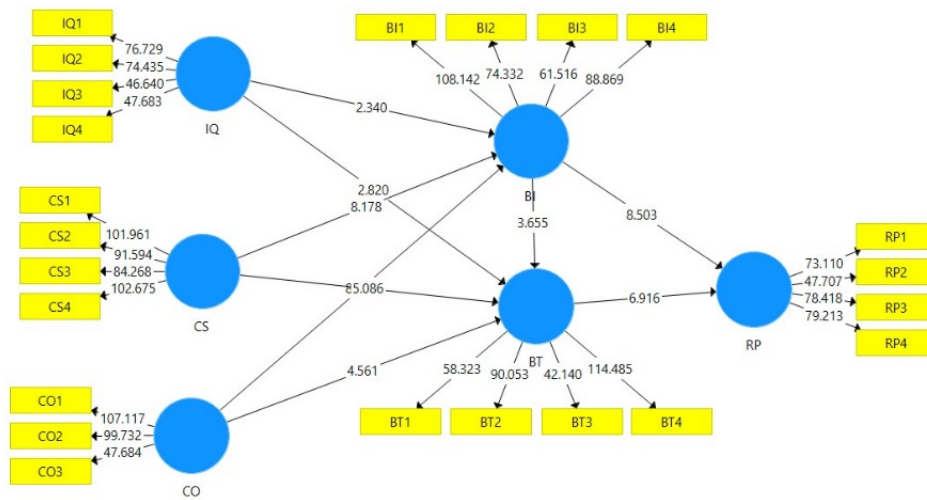 IQ1
IQ2
IQ3
IQ4
76.729
74.435
46.640
47.683
IQ
BI1
BI2
BI3
BI4
108.142
74.332
61.516
88.869
2.340
BI
2.820
8.178
3.655
8.503
CS1
CS2
CS3
CS4
101.961
91.594
84.268
102.675
CS
85.086
6.916
BT
RP1
RP2
RP3
RP4
73.110
47.707
78.418
79.213
RP
4.561
58.323
90.053
42.140
114.485
BT1
BT2
BT3
BT4
CO1
CO2
CO3
107.117
99.732
47.684
CO